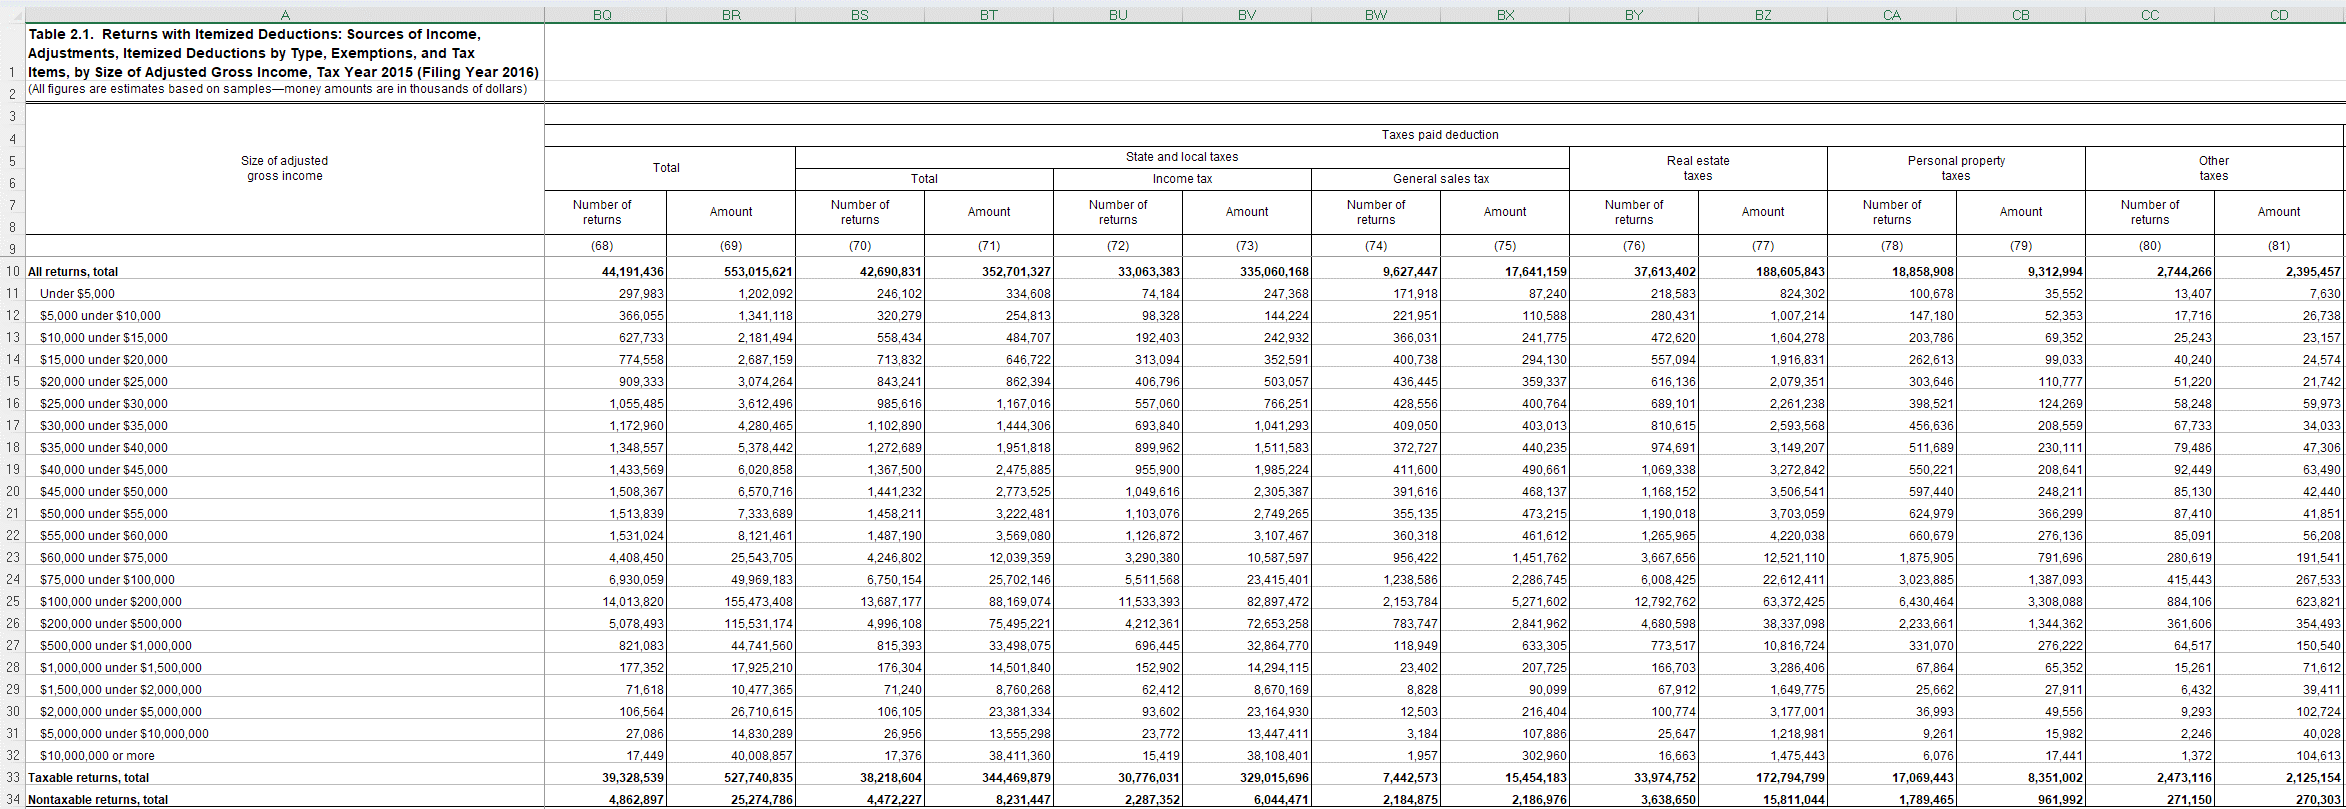 A BQ BR BS BT BU BV BW BX BY BZ CA CB CC CD
Table 2.1. Returns with Itemized Deductions: Sources of Income,
Adjustments, Itemized Deductions by Type, Exemptions, and Tax
1 Items, by Size of Adjusted Gross Income, Tax Year 2015 (Filing Year 2016)
2 (All figures are estimates based on samples—money amounts are in thousands of dollars)
3
4 Taxes paid deduction
5 Size of adjusted
gross income
Total
State and local taxes
Real estate
taxes
Personal property
taxes
Other
taxes
6 Total Income tax General sales tax
7 Number of
returns
Amount
Number of
returns
Amount
Number of
returns
Amount
Number of
returns
Amount
Number of
returns
Amount
Number of
returns
Amount
Number of
returns
Amount
8
9 (68) (69) (70) (71) (72) (73) (74) (75) (76) (77) (78) (79) (80) (81)
10 All returns, total 44,191,436 553,015,621 42,690,831 352,701,327 33,063,383 335,060,168 9,627,447 17,641,159 37,613,402 188,605,843 18,858,908 9,312,994 2,744,266 2,395,457
11 Under $5,000 297,983 1,202,092 246,102 334,608 74,184 247,368 171,918 87,240 218,583 824,302 100,678 35,552 13,407 7,630
12 $5,000 under $10,000 366,055 1,341,118 320,279 254,813 98,328 144,224 221,951 110,588 280,431 1,007,214 147,180 52,353 17,716 26,738
13 $10,000 under $15,000 627,733 2,181,494 558,434 484,707 192,403 242,932 366,031 241,775 472,620 1,604,278 203,786 69,352 25,243 23,157
14 $15,000 under $20,000 774,558 2,687,159 713,832 646,722 313,094 352,591 400,738 294,130 557,094 1,916,831 262,613 99,033 40,240 24,574
15 $20,000 under $25,000 909,333 3,074,264 843,241 862,394 406,796 503,057 436,445 359,337 616,136 2,079,351 303,646 110,777 51,220 21,742
16 $25,000 under $30,000 1,055,485 3,612,496 985,616 1,167,016 557,060 766,251 428,556 400,764 689,101 2,261,238 398,521 124,269 58,248 59,973
17 $30,000 under $35,000 1,172,960 4,280,465 1,102,890 1,444,306 693,840 1,041,293 409,050 403,013 810,615 2,593,568 456,636 208,559 67,733 34,033
18 $35,000 under $40,000 1,348,557 5,378,442 1,272,689 1,951,818 899,962 1,511,583 372,727 440,235 974,691 3,149,207 511,689 230,111 79,486 47,306
19 $40,000 under $45,000 1,433,569 6,020,858 1,367,500 2,475,885 955,900 1,985,224 411,600 490,661 1,069,338 3,272,842 550,221 208,641 92,449 63,490
20 $45,000 under $50,000 1,508,367 6,570,716 1,441,232 2,773,525 1,049,616 2,305,387 391,616 468,137 1,168,152 3,506,541 597,440 248,211 85,130 42,440
21 $50,000 under $55,000 1,513,839 7,333,689 1,458,211 3,222,481 1,103,076 2,749,265 355,135 473,215 1,190,018 3,703,059 624,979 366,299 87,410 41,851
22 $55,000 under $60,000 1,531,024 8,121,461 1,487,190 3,569,080 1,126,872 3,107,467 360,318 461,612 1,265,965 4,220,038 660,679 276,136 85,091 56,208
23 $60,000 under $75,000 4,408,450 25,543,705 4,246,802 12,039,359 3,290,380 10,587,597 956,422 1,451,762 3,667,656 12,521,110 1,875,905 791,696 280,619 191,541
24 $75,000 under $100,000 6,930,059 49,969,183 6,750,154 25,702,146 5,511,568 23,415,401 1,238,586 2,286,745 6,008,425 22,612,411 3,023,885 1,387,093 415,443 267,533
25 $100,000 under $200,000 14,013,820 155,473,408 13,687,177 88,169,074 11,533,393 82,897,472 2,153,784 5,271,602 12,792,762 63,372,425 6,430,464 3,308,088 884,106 623,821
26 $200,000 under $500,000 5,078,493 115,531,174 4,996,108 75,495,221 4,212,361 72,653,258 783,747 2,841,962 4,680,598 38,337,098 2,233,661 1,344,362 361,606 354,493
27 $500,000 under $1,000,000 821,083 44,741,560 815,393 33,498,075 696,445 32,864,770 118,949 633,305 773,517 10,816,724 331,070 276,222 64,517 150,540
28 $1,000,000 under $1,500,000 177,352 17,925,210 176,304 14,501,840 152,902 14,294,115 23,402 207,725 166,703 3,286,406 67,864 65,352 15,261 71,612
29 $1,500,000 under $2,000,000 71,618 10,477,365 71,240 8,760,268 62,412 8,670,169 8,828 90,099 67,912 1,649,775 25,662 27,911 6,432 39,411
30 $2,000,000 under $5,000,000 106,564 26,710,615 106,105 23,381,334 93,602 23,164,930 12,503 216,404 100,774 3,177,001 36,993 49,556 9,293 102,724
31 $5,000,000 under $10,000,000 27,086 14,830,289 26,956 13,555,298 23,772 13,447,411 3,184 107,886 25,647 1,218,981 9,261 15,982 2,246 40,028
32 $10,000,000 or more 17,449 40,008,857 17,376 38,411,360 15,419 38,108,401 1,957 302,960 16,663 1,475,443 6,076 17,441 1,372 104,613
33 Taxable returns, total 39,328,539 527,740,835 38,218,604 344,469,879 30,776,031 329,015,696 7,442,573 15,454,183 33,974,752 172,794,799 17,069,443 8,351,002 2,473,116 2,125,154
34 Nontaxable returns, total 4,862,897 25,274,786 4,472,227 8,231,447 2,287,352 6,044,471 2,184,875 2,186,976 3,638,650 15,811,044 1,789,465 961,992 271,150 270,303